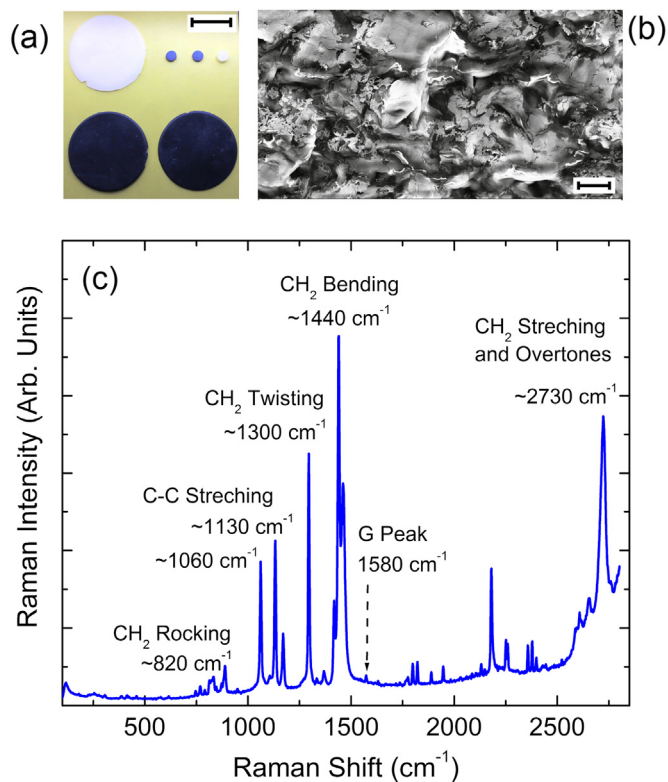 (a)
(b)
(c)
CH₂ Bending
~1440 cm⁻¹
CH₂ Streching
and Overtones
~2730 cm⁻¹
CH₂ Twisting
~1300 cm⁻¹
C-C Streching
~1130 cm⁻¹
~1060 cm⁻¹
G Peak
1580 cm⁻¹
CH₂ Rocking
~820 cm⁻¹
Raman Intensity (Arb. Units)
500 1000 1500 2000 2500
Raman Shift (cm⁻¹)